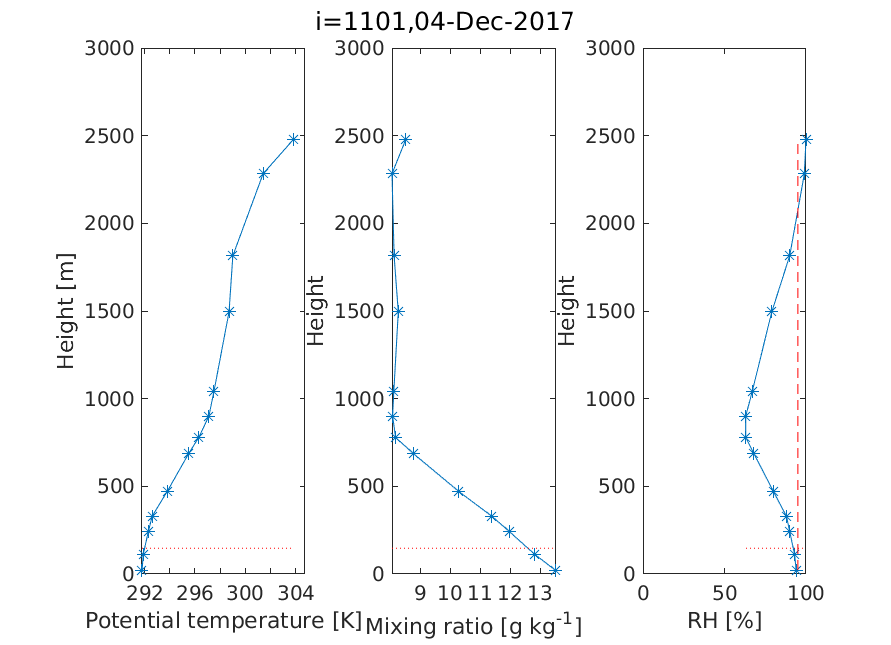 i=1101,04-Dec-2017
3000
2500
2000
1500
1000
500
0
292 296 300 304
Potential temperature [K]
Height [m]
3000
2500
2000
1500
1000
500
0
9 10 11 12 13
Mixing ratio [g kg-1]
Height
3000
2500
2000
1500
1000
500
0
0 50 100
RH [%]
Height